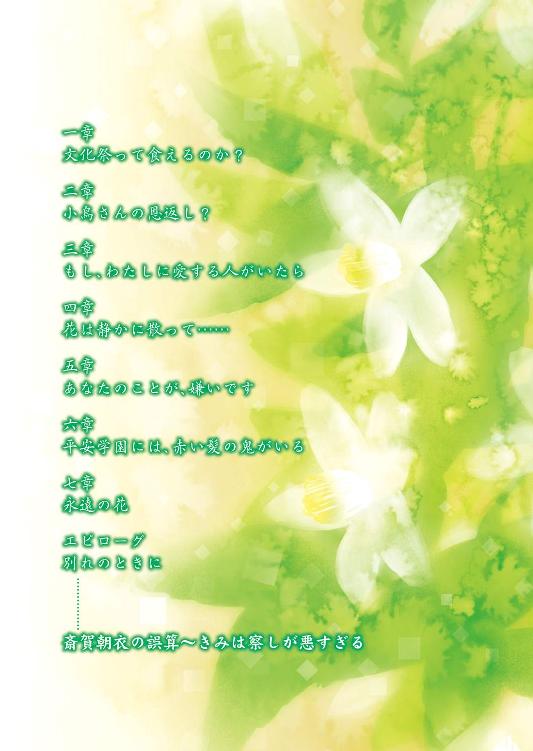 一章
文化祭って食えるのか？
二章
小鳥さんの恩返し？
三章
もし、わたしに愛する人がいたら
四章
花は静かに散って……
五章
あなたのことが、嫌いです
六章
平安学園には、赤い髪の鬼がいる
七章
永遠の花
エピローグ
別れのときに
斎賀朝衣の誤算～きみは察しが悪すぎる